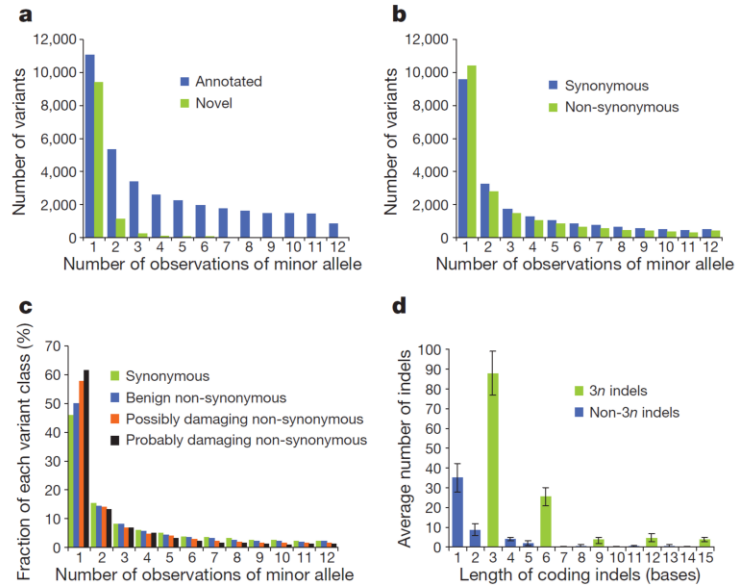 a
12,000
10,000
8,000
6,000
4,000
2,000
0
Number of variants
Annotated
Novel
1 2 3 4 5 6 7 8 9 10 11 12
Number of observations of minor allele
b
12,000
10,000
8,000
6,000
4,000
2,000
0
Number of variants
Synonymous
Non-synonymous
1 2 3 4 5 6 7 8 9 10 11 12
Number of observations of minor allele
c
70
60
50
40
30
20
10
0
Fraction of each variant class (%)
Synonymous
Benign non-synonymous
Possibly damaging non-synonymous
Probably damaging non-synonymous
1 2 3 4 5 6 7 8 9 10 11 12
Number of observations of minor allele
d
100
90
80
70
60
50
40
30
20
10
0
Average number of indels
3n indels
Non-3n indels
1 2 3 4 5 6 7 8 9 10 11 12 13 14 15
Length of coding indels (bases)